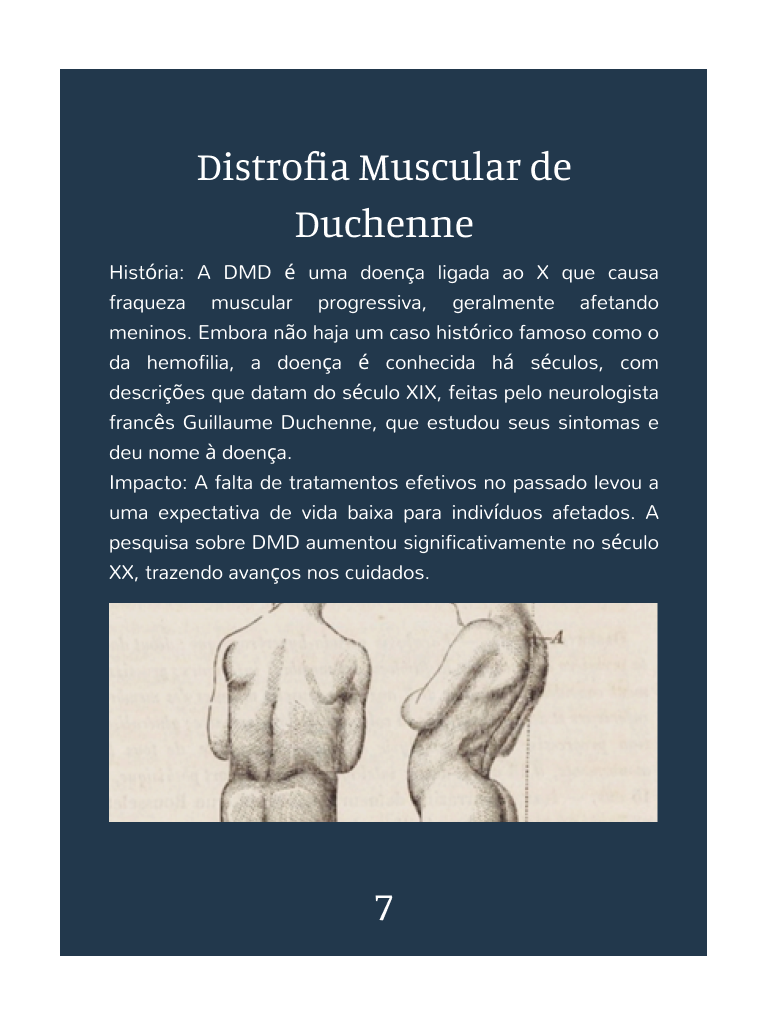 Distrofia Muscular de
Duchenne
História: A DMD é uma doença ligada ao X que causa
fraqueza muscular progressiva, geralmente afetando
meninos. Embora não haja um caso histórico famoso como o
da hemofilia, a doença é conhecida há séculos, com
descrições que datam do século XIX, feitas pelo neurologista
francês Guillaume Duchenne, que estudou seus sintomas e
deu nome à doença.
Impacto: A falta de tratamentos efetivos no passado levou a
uma expectativa de vida baixa para indivíduos afetados. A
pesquisa sobre DMD aumentou significativamente no século
XX, trazendo avanços nos cuidados.
A
7